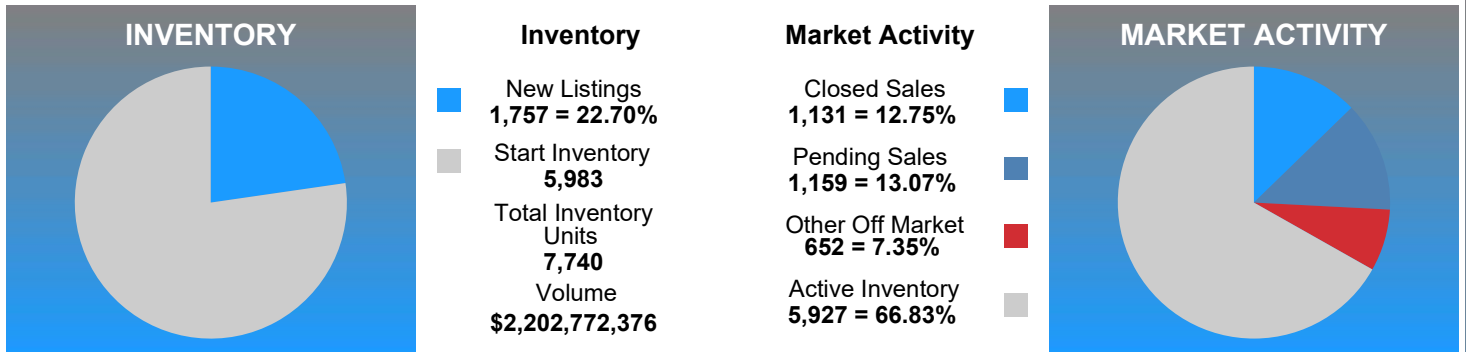 INVENTORY
Inventory
New Listings
1,757 = 22.70%
Start Inventory
5,983
Total Inventory
Units
7,740
Volume
$2,202,772,376
Market Activity
Closed Sales
1,131 = 12.75%
Pending Sales
1,159 = 13.07%
Other Off Market
652 = 7.35%
Active Inventory
5,927 = 66.83%
MARKET ACTIVITY